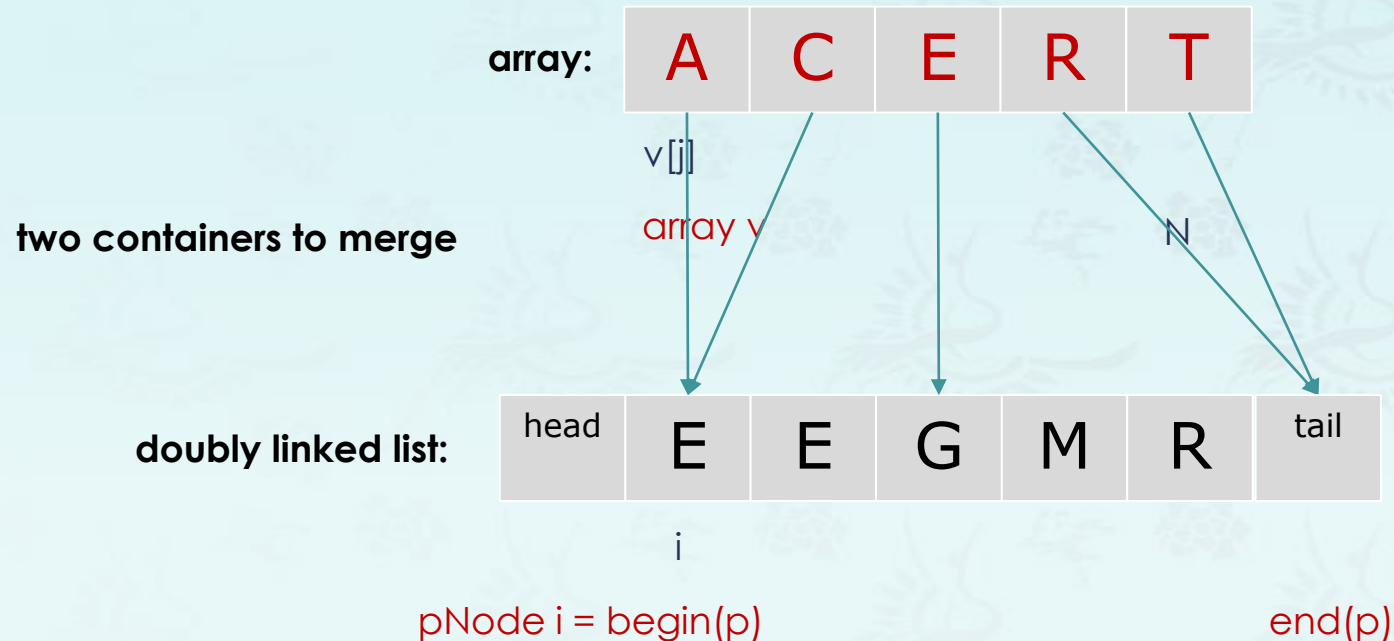 array: A C E R T
v[j]
array v
N
two containers to merge
doubly linked list: head E E G M R tail
i
pNode i = begin(p) end(p)